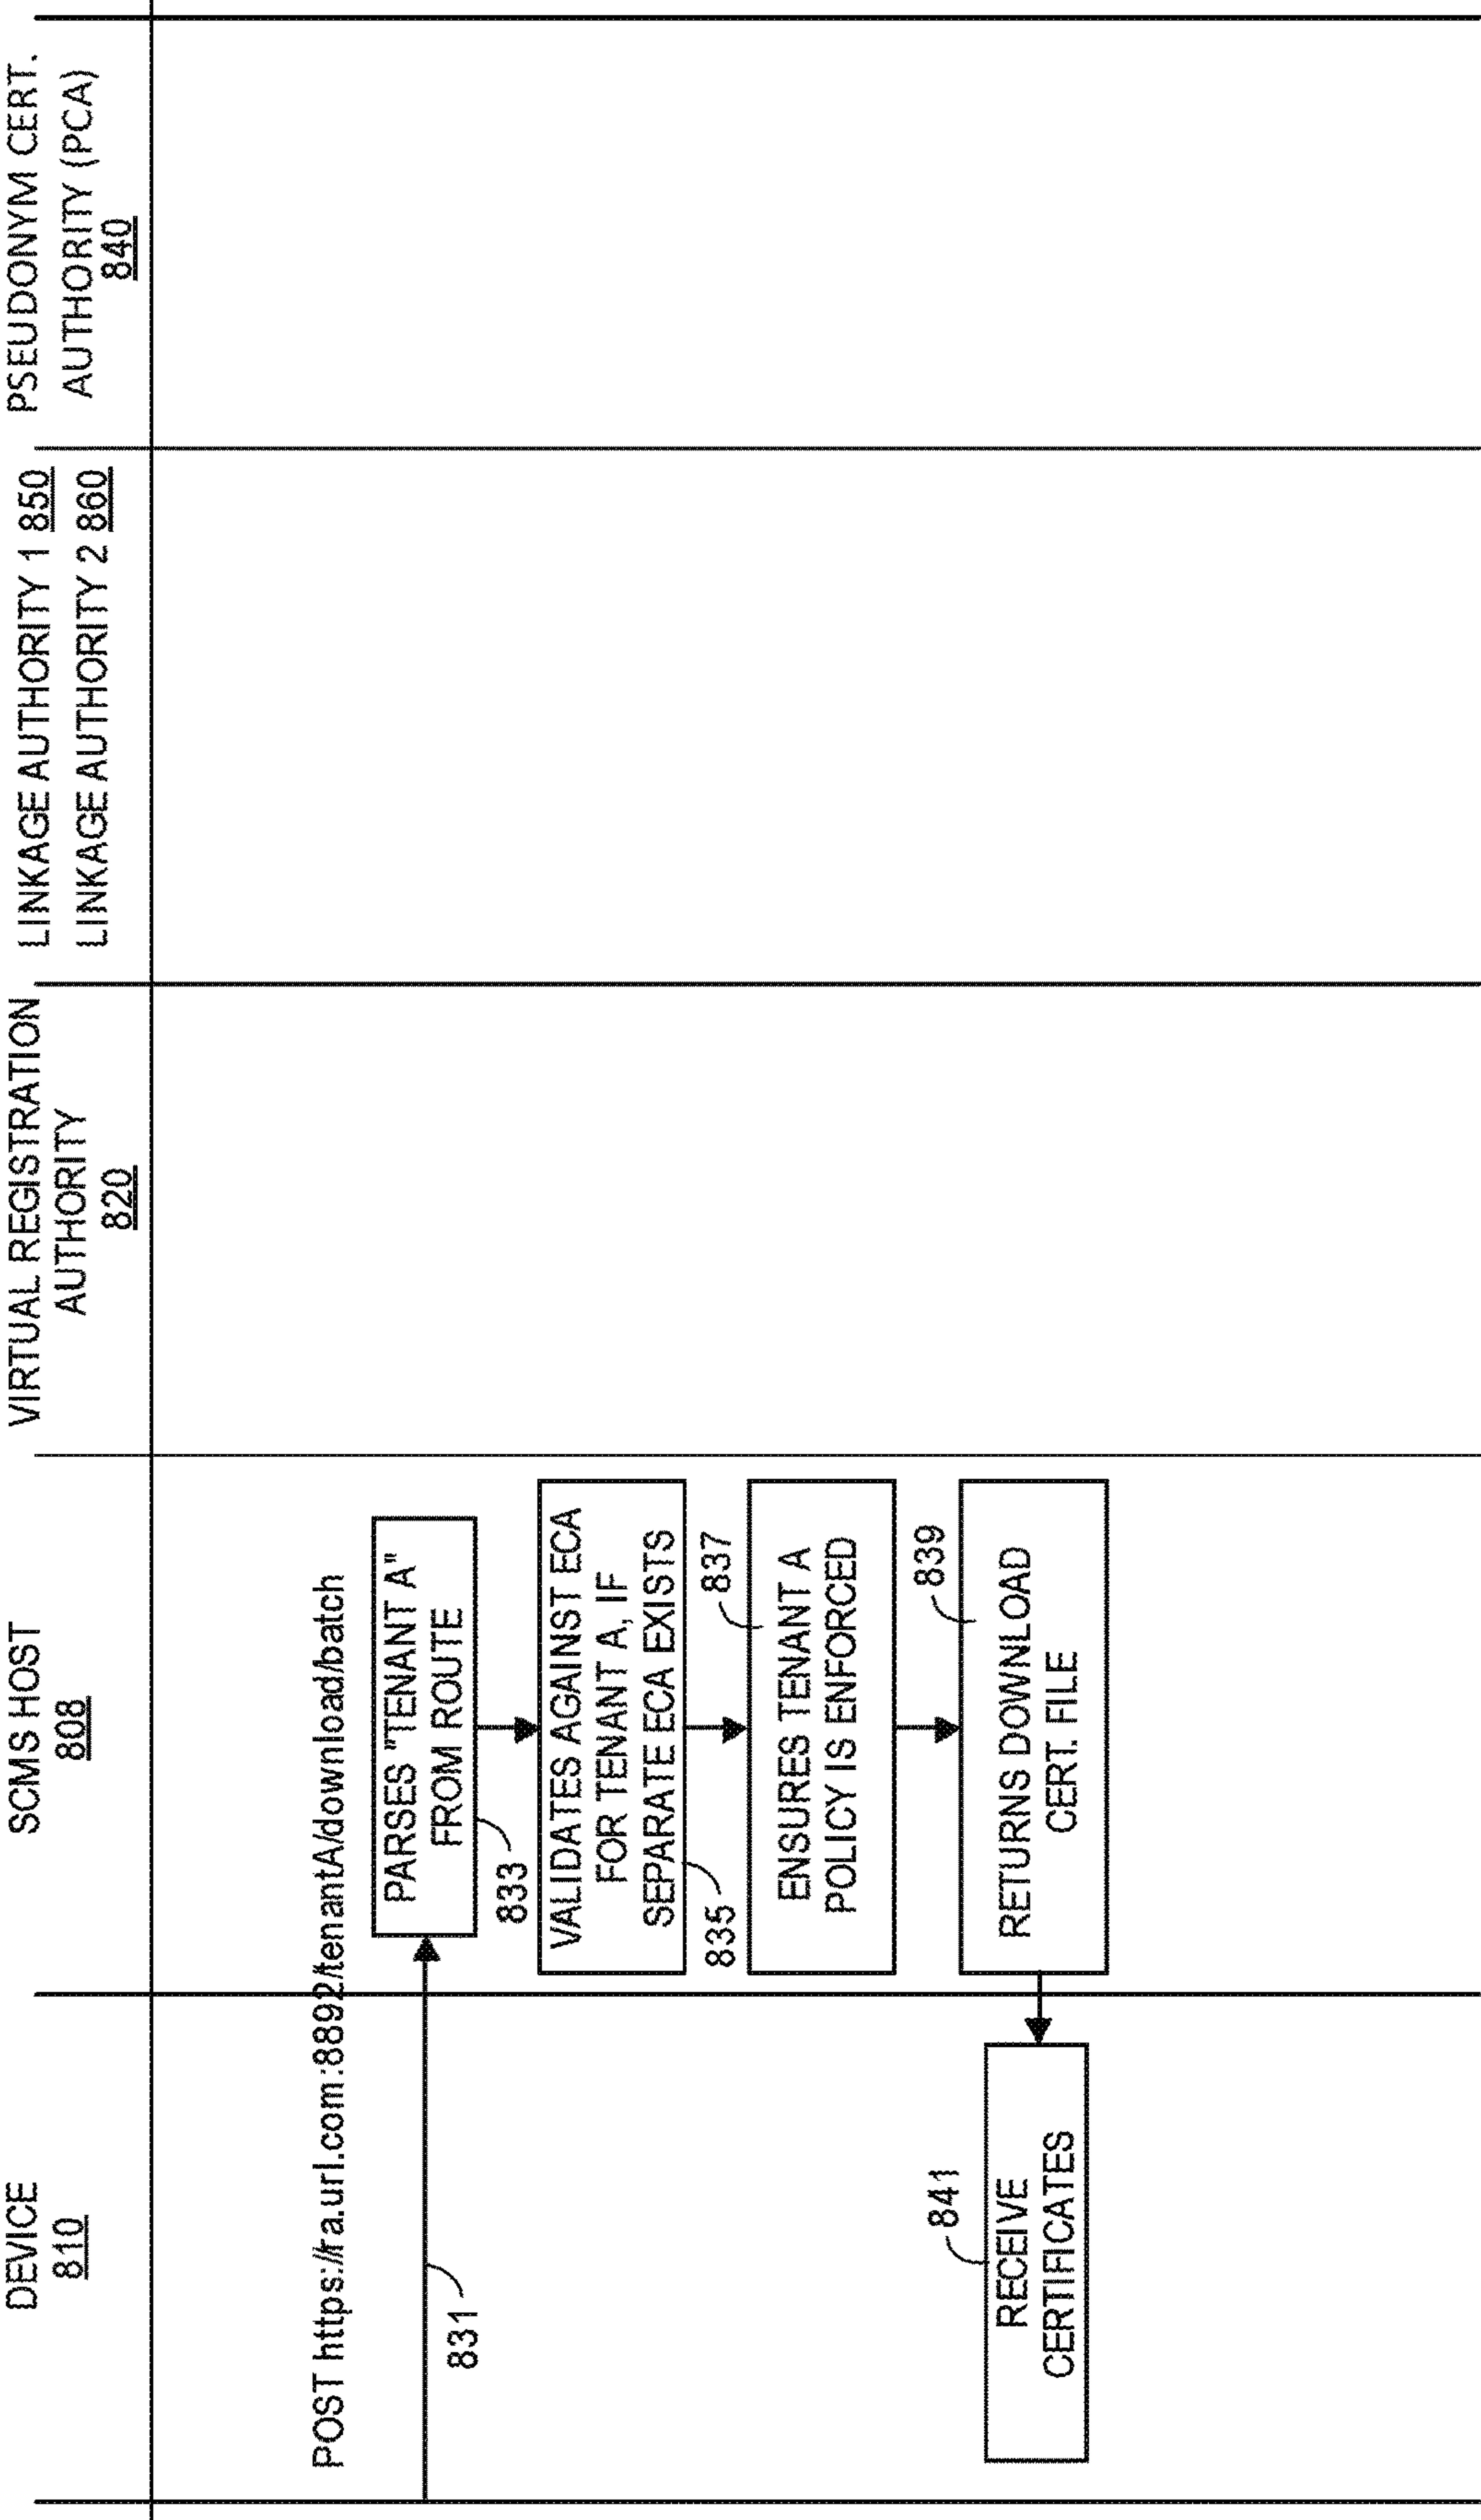 DEVICE
810
SCMS HOST
808
VIRTUAL REGISTRATION
AUTHORITY
820
LINKAGE AUTHORITY 1 850
LINKAGE AUTHORITY 2 860
PSEUDONYM CERT.
AUTHORITY (PCA)
840
POST https://ra.url.com:8892/tenantA/download/batch
831
PARSES "TENANT A"
FROM ROUTE
833
VALIDATES AGAINST ECA
FOR TENANT A, IF
SEPARATE ECA EXISTS
835
837
ENSURES TENANT A
POLICY IS ENFORCED
839
RETURNS DOWNLOAD
CERT. FILE
841
RECEIVE
CERTIFICATES